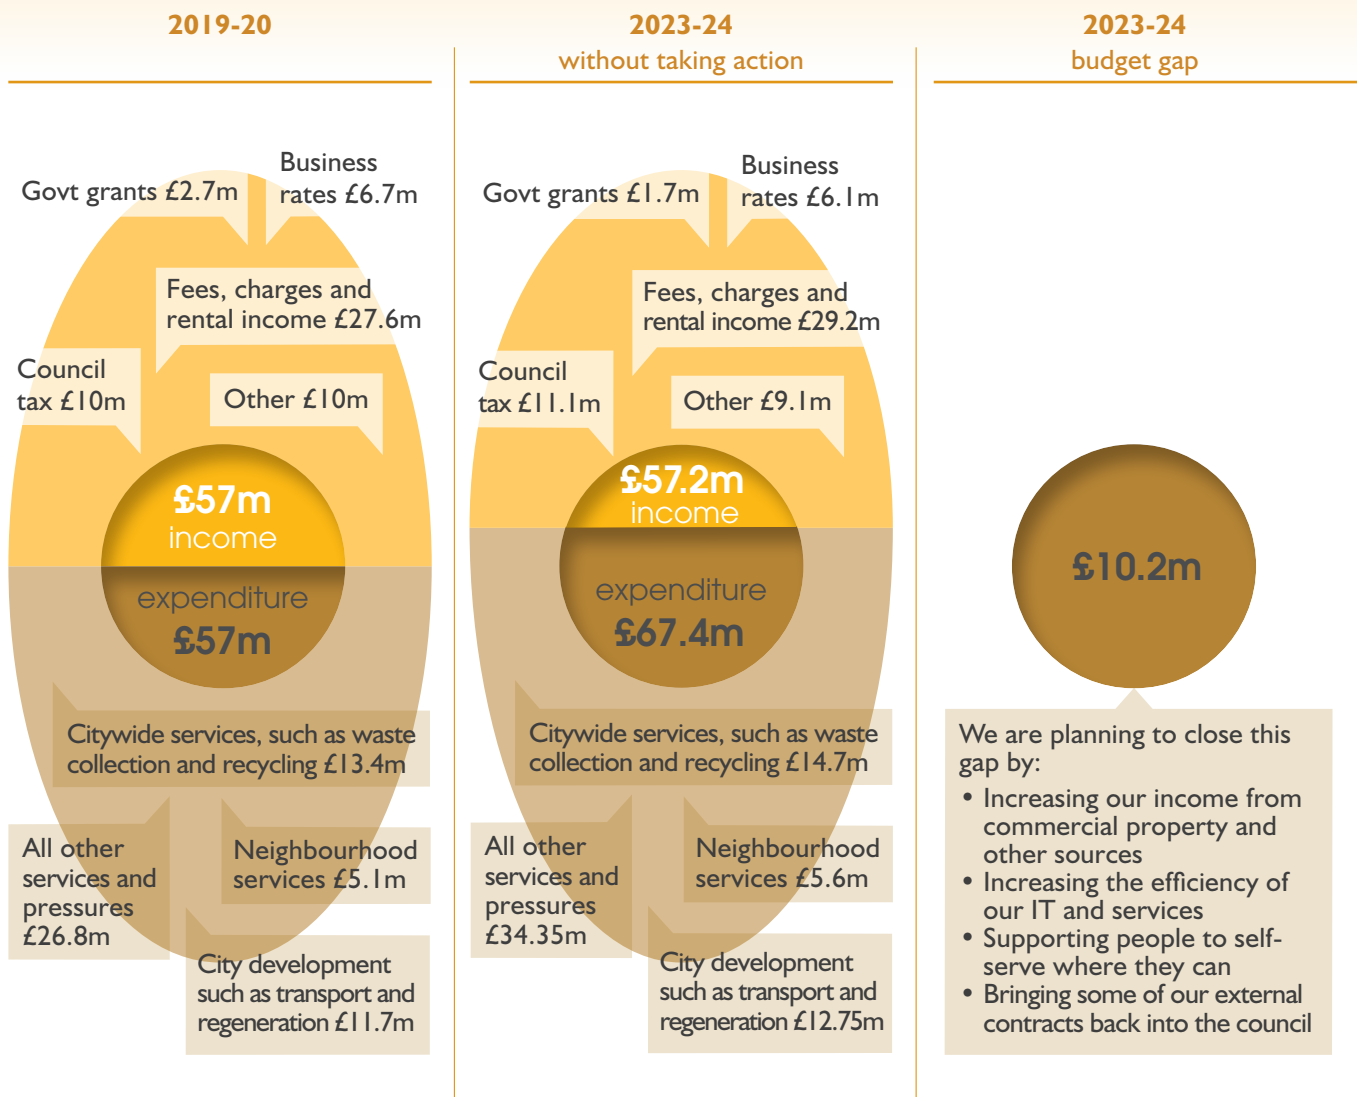 2019-20
Govt grants £2.7m
Business
rates £6.7m
Fees, charges and
rental income £27.6m
Council
tax £10m
Other £10m
£57m
income
expenditure
£57m
Citywide services, such as waste
collection and recycling £13.4m
All other
services and
pressures
£26.8m
Neighbourhood
services £5.1m
City development
such as transport and
regeneration £11.7m
2023-24
without taking action
Govt grants £1.7m
Business
rates £6.1m
Fees, charges and
rental income £29.2m
Council
tax £11.1m
Other £9.1m
£57.2m
income
expenditure
£67.4m
Citywide services, such as waste
collection and recycling £14.7m
All other
services and
pressures
£34.35m
Neighbourhood
services £5.6m
City development
such as transport and
regeneration £12.75m
2023-24
budget gap
£10.2m
We are planning to close this
gap by:
• Increasing our income from
commercial property and
other sources
• Increasing the efficiency of
our IT and services
• Supporting people to self-
serve where they can
• Bringing some of our external
contracts back into the council